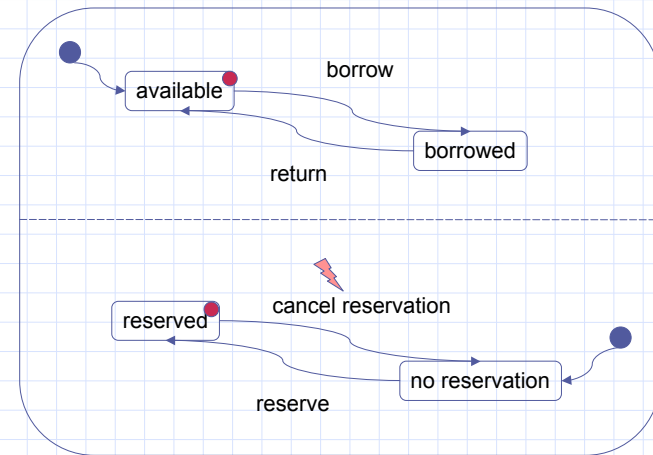 borrow
available
borrowed
return
cancel reservation
reserved
no reservation
reserve